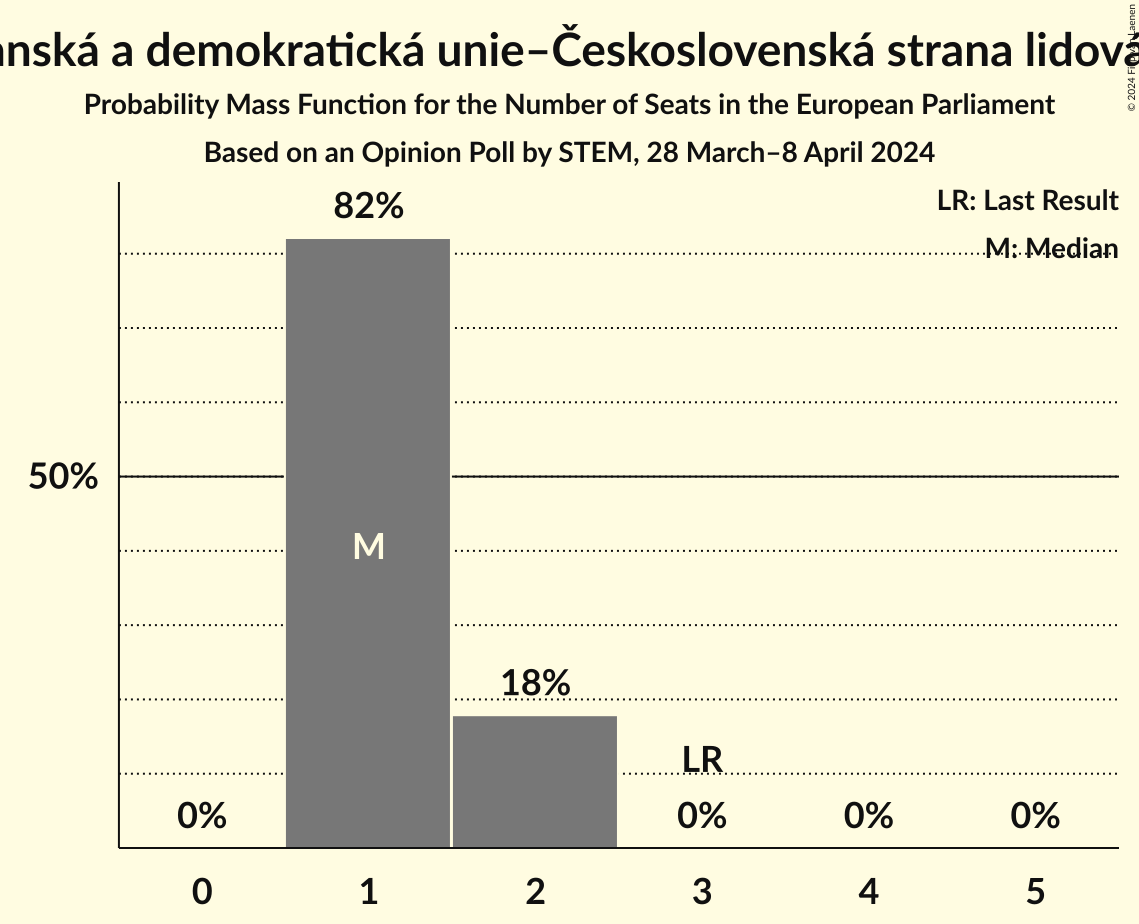 anská a demokratická unie–Československá strana lidová
Probability Mass Function for the Number of Seats in the European Parliament
Based on an Opinion Poll by STEM, 28 March–8 April 2024
LR: Last Result
M: Median
82%
50%
M
18%
LR
0%
0%
0%
0%
0
1
2
3
4
5
© 2024 Laenen